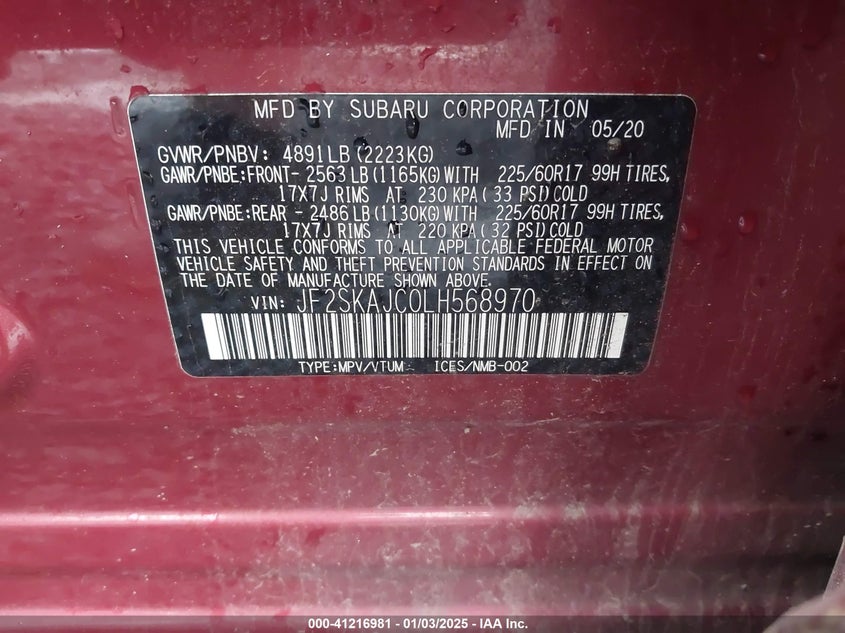 MFD BY SUBARU CORPORATION
MFD IN 05/20
GVWR/PNBV: 4891LB(2223KG)
GAWR/PNBE:FRONT- 2563LB(1165KG)WITH 225/60R17 99H TIRES,
17X7J RIMS AT 230 KPA( 33 PSI)COLD
GAWR/PNBE:REAR - 2486LB(1130KG)WITH 225/60R17 99H TIRES,
17X7J RIMS AT 220 KPA( 32 PSI)COLD
THIS VEHICLE CONFORMS TO ALL APPLICABLE FEDERAL MOTOR
VEHICLE SAFETY AND THEFT PREVENTION STANDARDS IN EFFECT ON
THE DATE OF MANUFACTURE SHOWN ABOVE.
VIN: JF2SKAJC0LH568970
TYPE:MPV/VTUM ICES/NMB-002
000-41216981 - 01/03/2025 - IAA Inc.